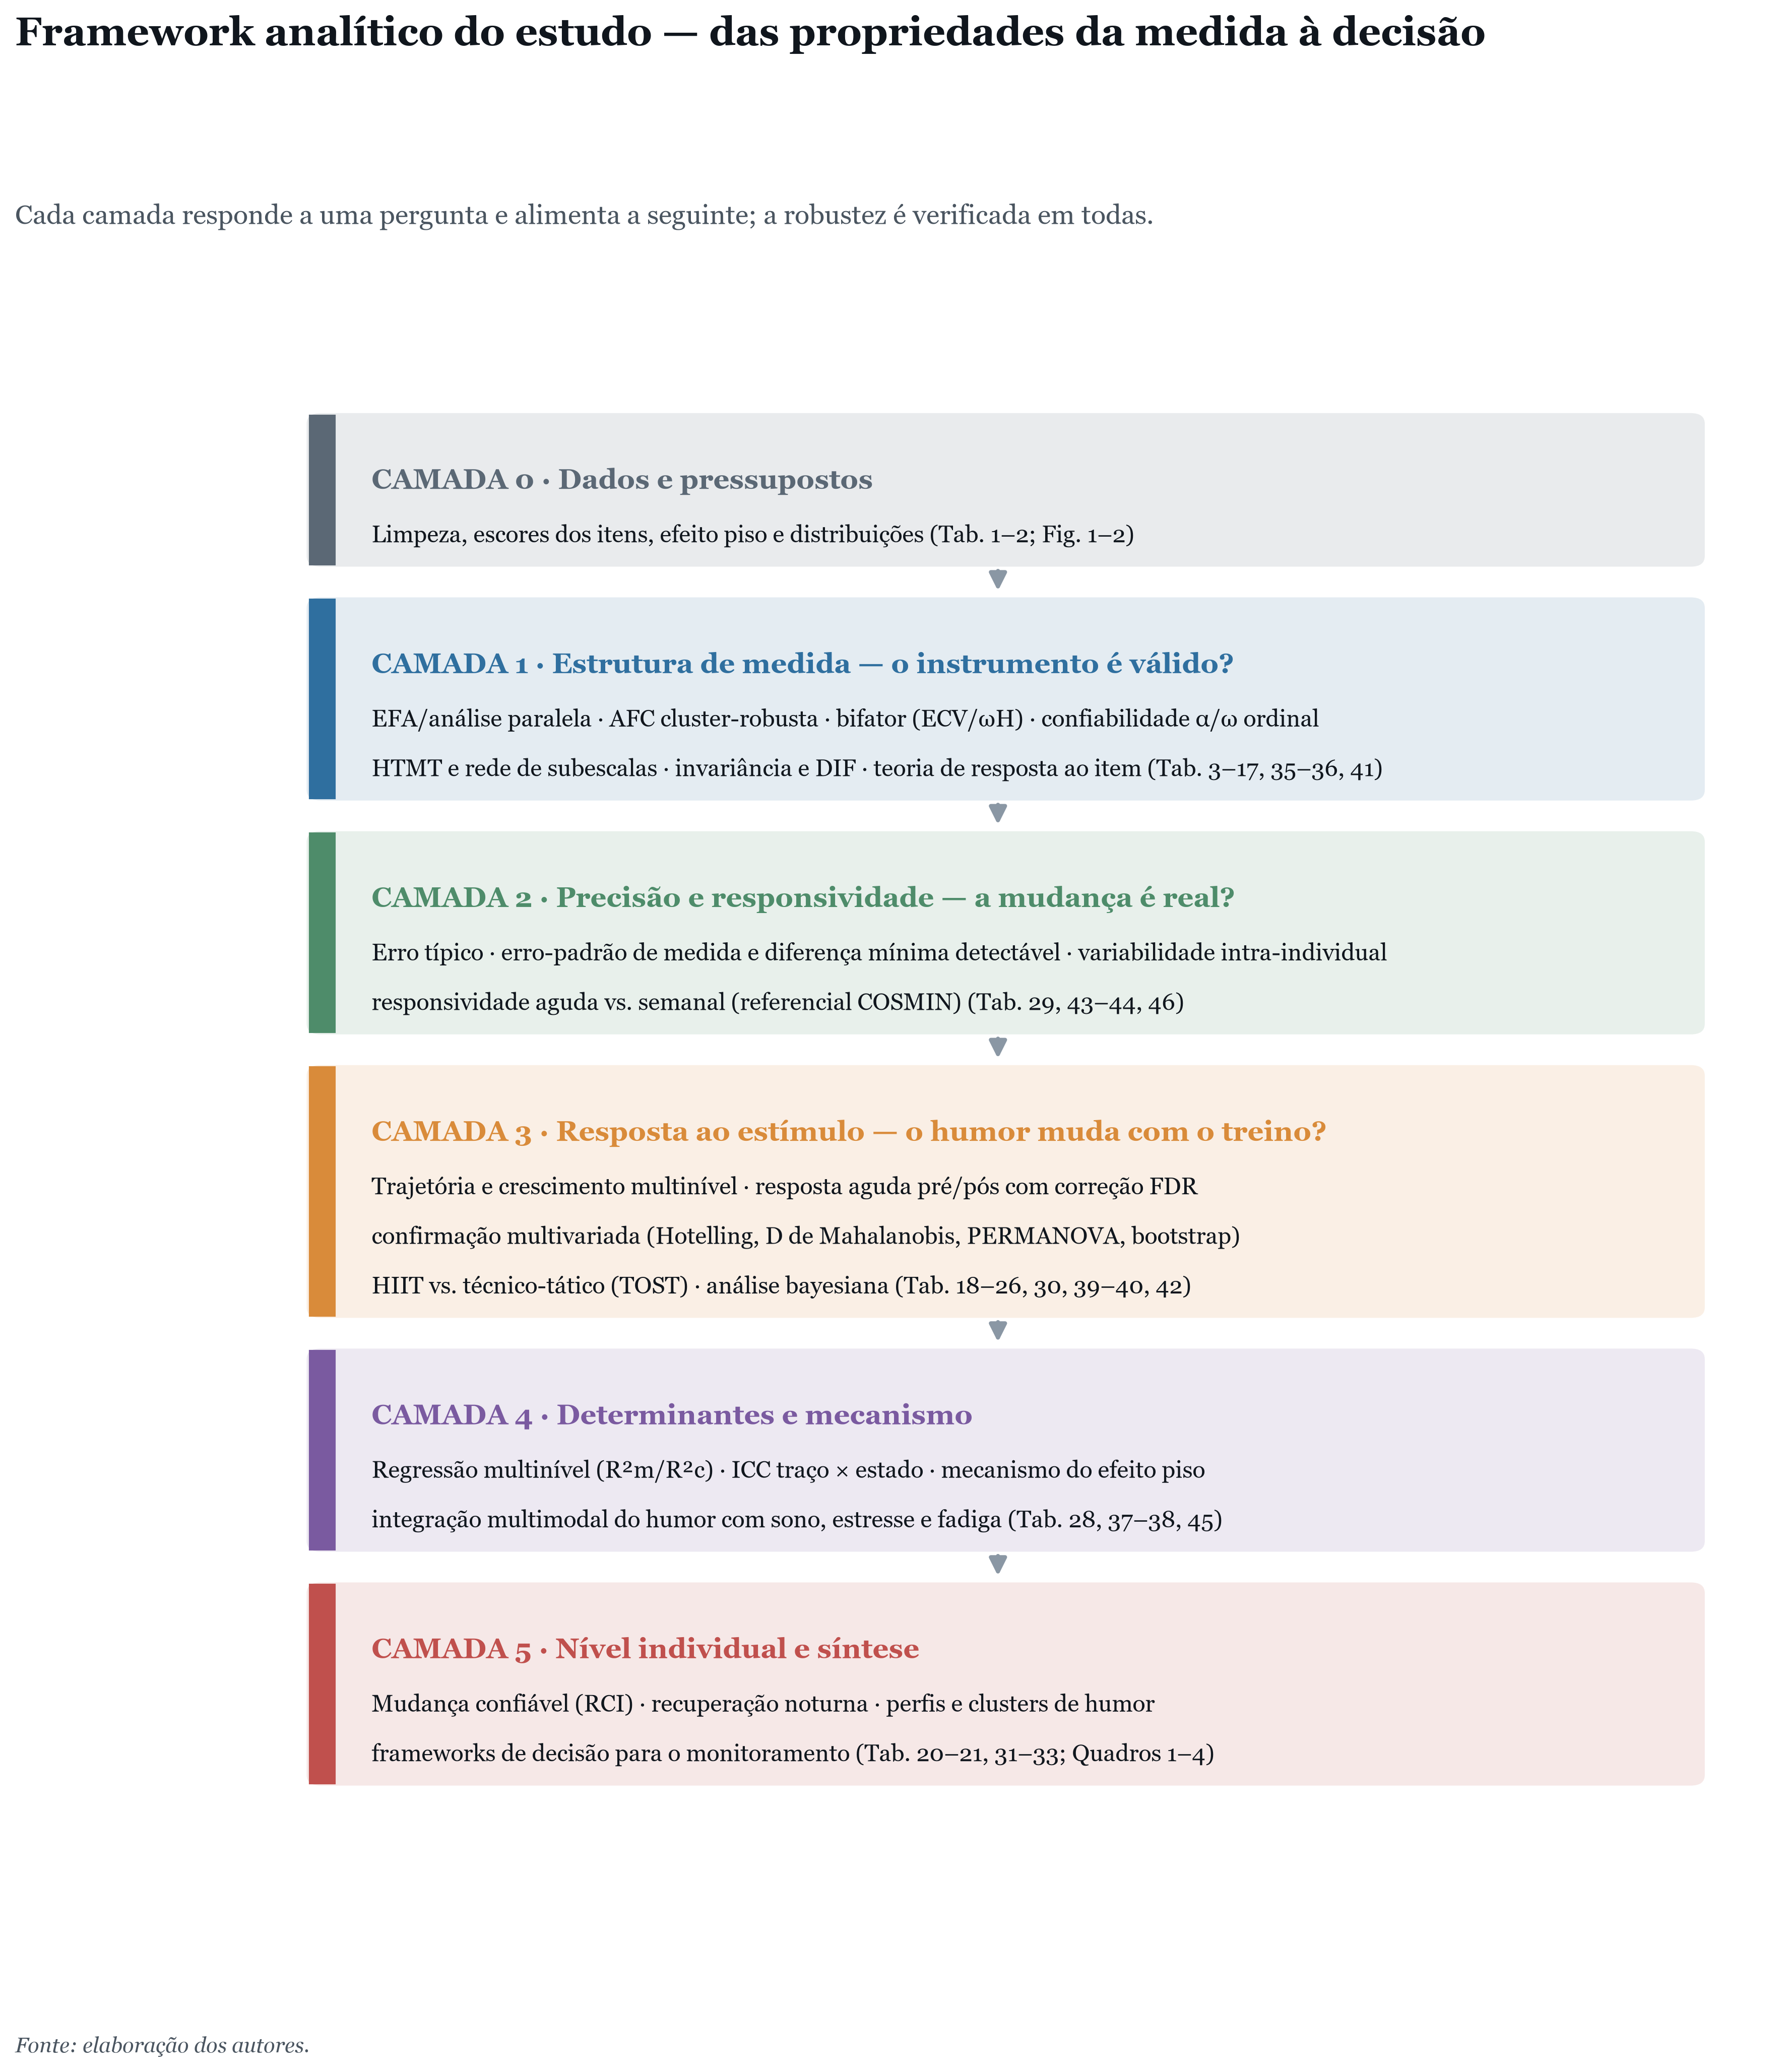 Framework analítico do estudo — das propriedades da medida à decisão
Cada camada responde a uma pergunta e alimenta a seguinte; a robustez é verificada em todas.
CAMADA 0 · Dados e pressupostos
Limpeza, escores dos itens, efeito piso e distribuições (Tab. 1–2; Fig. 1–2)
CAMADA 1 · Estrutura de medida — o instrumento é válido?
EFA/análise paralela · AFC cluster-robusta · bifator (ECV/ωH) · confiabilidade α/ω ordinal
HTMT e rede de subescalas · invariância e DIF · teoria de resposta ao item (Tab. 3–17, 35–36, 41)
CAMADA 2 · Precisão e responsividade — a mudança é real?
Erro típico · erro-padrão de medida e diferença mínima detectável · variabilidade intra-individual
responsividade aguda vs. semanal (referencial COSMIN) (Tab. 29, 43–44, 46)
CAMADA 3 · Resposta ao estímulo — o humor muda com o treino?
Trajetória e crescimento multinível · resposta aguda pré/pós com correção FDR
confirmação multivariada (Hotelling, D de Mahalanobis, PERMANOVA, bootstrap)
HIIT vs. técnico-tático (TOST) · análise bayesiana (Tab. 18–26, 30, 39–40, 42)
CAMADA 4 · Determinantes e mecanismo
Regressão multinível (R²m/R²c) · ICC traço × estado · mecanismo do efeito piso
integração multimodal do humor com sono, estresse e fadiga (Tab. 28, 37–38, 45)
CAMADA 5 · Nível individual e síntese
Mudança confiável (RCI) · recuperação noturna · perfis e clusters de humor
frameworks de decisão para o monitoramento (Tab. 20–21, 31–33; Quadros 1–4)
Fonte: elaboração dos autores.